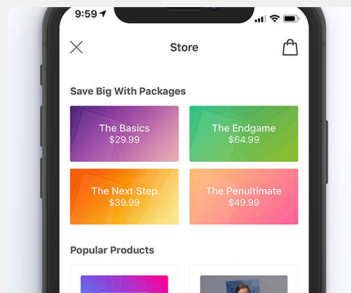 9:59
Store
Save Big With Packages
The Basics
$29.99
The Endgame
$64.99
The Next Step
$39.99
The Penultimate
$49.99
Popular Products